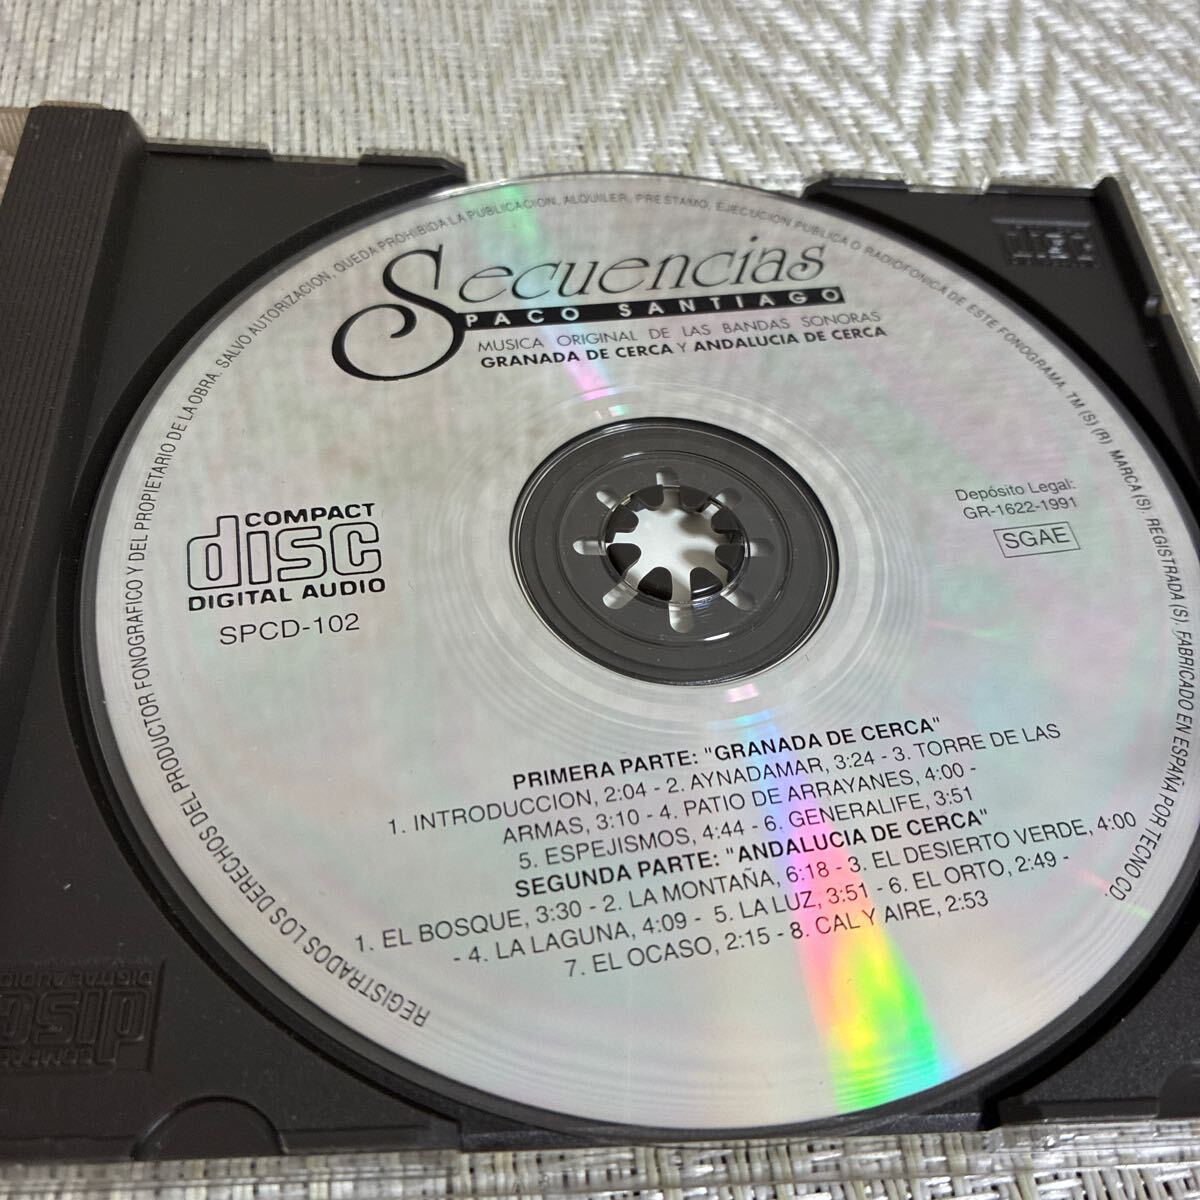 REGISTRADOS LOS DERECHOS DEL PRODUCTOR FONOGRAFICO Y DEL PROPIETARIO DE LA OBRA. SALVO AUTORIZACION, QUEDA PROHIBIDA LA PUBLICACION, ALQUILER, PRESTAMO, EJECUCION PUBLICA O RADIOFONICA DE ESTE FONOGRAMA. TM (S) (R) MARCA (S). REGISTRADA (S). FABRICADO EN ESPAÑA POR TECNO CD.
Secuencias
PACO SANTIAGO
MUSICA ORIGINAL DE LAS BANDAS SONORAS
GRANADA DE CERCA Y ANDALUCIA DE CERCA
COMPACT
disc
DIGITAL AUDIO
SPCD-102
Depósito Legal:
GR-1622-1991
SGAE
PRIMERA PARTE: "GRANADA DE CERCA"
1. INTRODUCCION, 2:04 - 2. AYNADAMAR, 3:24 - 3. TORRE DE LAS
ARMAS, 3:10 - 4. PATIO DE ARRAYANES, 4:00 -
5. ESPEJISMOS, 4:44 - 6. GENERALIFE, 3:51
SEGUNDA PARTE: "ANDALUCIA DE CERCA"
1. EL BOSQUE, 3:30 - 2. LA MONTAÑA, 6:18 - 3. EL DESIERTO VERDE, 4:00
- 4. LA LAGUNA, 4:09 - 5. LA LUZ, 3:51 - 6. EL ORTO, 2:49 -
7. EL OCASO, 2:15 - 8. CAL Y AIRE, 2:53
disc
COMPACT
disc
DIGITAL AUDIO